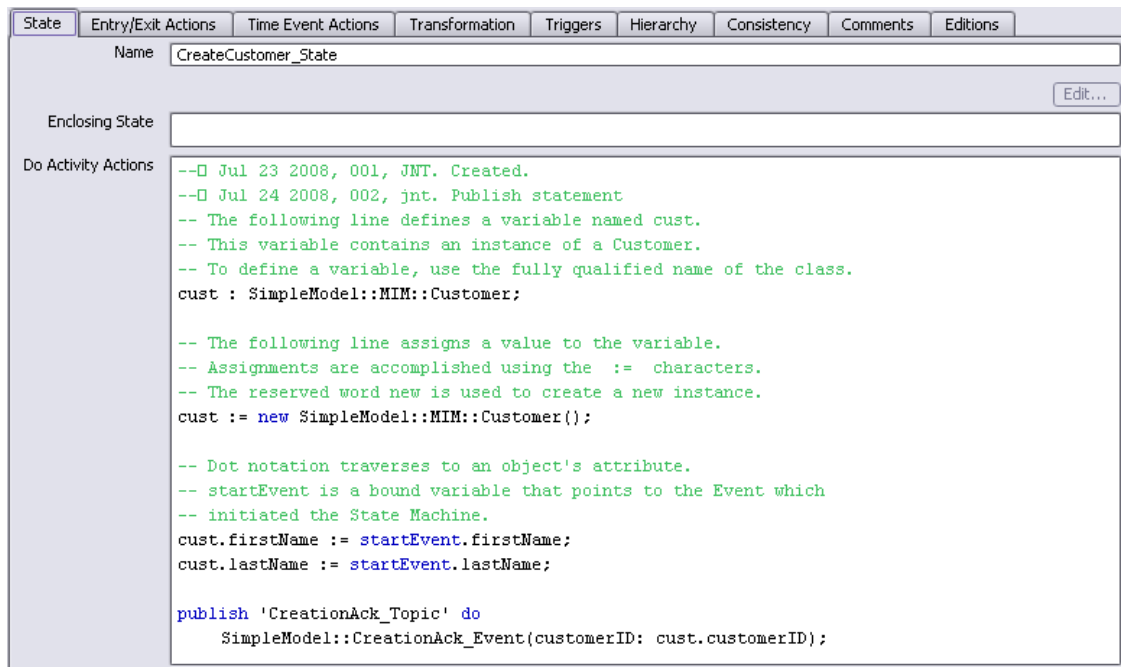 State Entry/Exit Actions Time Event Actions Transformation Triggers Hierarchy Consistency Comments Editions
Name CreateCustomer_State
Edit...
Enclosing State
Do Activity Actions
--▯ Jul 23 2008, 001, JNT. Created.
--▯ Jul 24 2008, 002, jnt. Publish statement
-- The following line defines a variable named cust.
-- This variable contains an instance of a Customer.
-- To define a variable, use the fully qualified name of the class.
cust : SimpleModel::MIM::Customer;
-- The following line assigns a value to the variable.
-- Assignments are accomplished using the  :=  characters.
-- The reserved word new is used to create a new instance.
cust := new SimpleModel::MIM::Customer();
-- Dot notation traverses to an object's attribute.
-- startEvent is a bound variable that points to the Event which
-- initiated the State Machine.
cust.firstName := startEvent.firstName;
cust.lastName := startEvent.lastName;
publish 'CreationAck_Topic' do
SimpleModel::CreationAck_Event(customerID: cust.customerID);